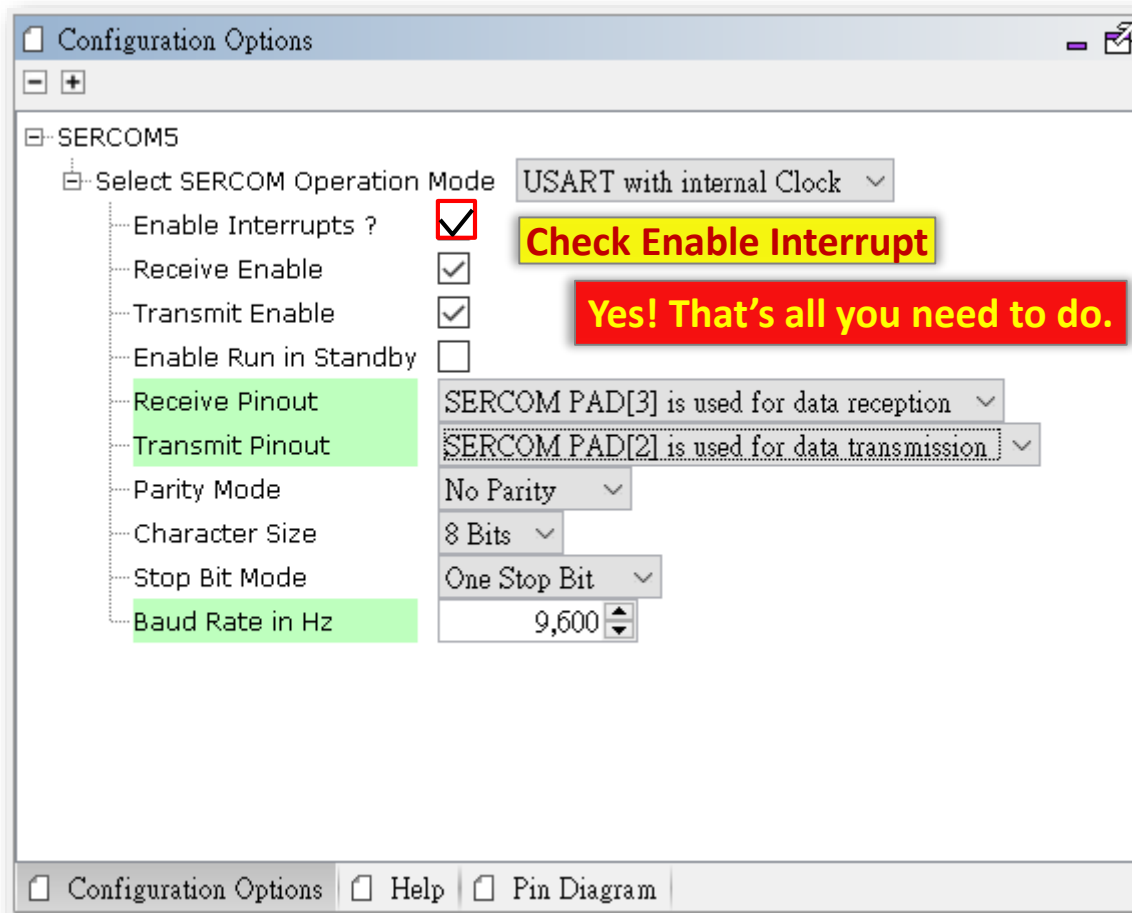 Configuration Options
SERCOM5
Select SERCOM Operation Mode USART with internal Clock
Enable Interrupts ?
Check Enable Interrupt
Receive Enable
Transmit Enable
Yes! That’s all you need to do.
Enable Run in Standby
Receive Pinout SERCOM PAD[3] is used for data reception
Transmit Pinout SERCOM PAD[2] is used for data transmission
Parity Mode No Parity
Character Size 8 Bits
Stop Bit Mode One Stop Bit
Baud Rate in Hz 9,600
Configuration Options Help Pin Diagram